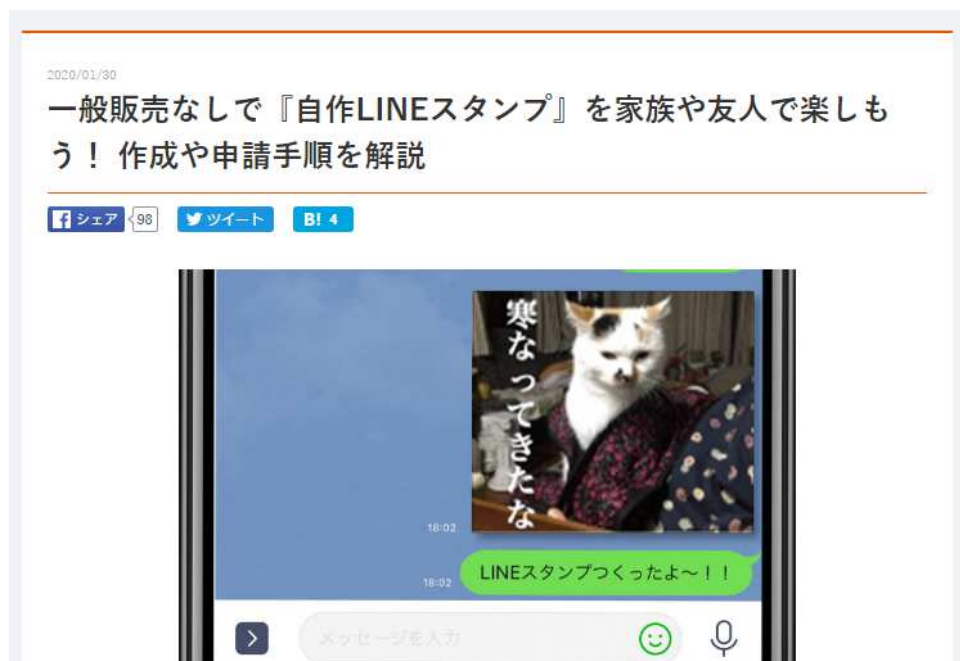 2020/01/30
一般販売なしで『自作LINEスタンプ』を家族や友人で楽しも
う！ 作成や申請手順を解説
シェア 98 ツイート B! 4
寒なってきたな
18:02
18:02 LINEスタンプつくったよ～！！
メッセージを入力